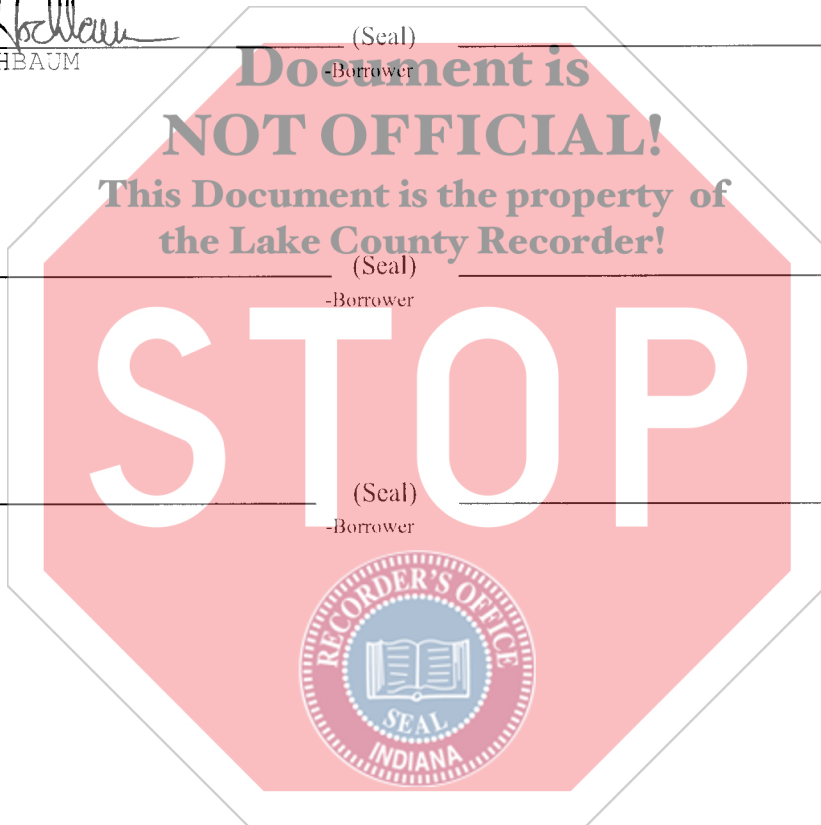 (Seal)
HBAUM
-Borrower
Document is
NOT OFFICIAL!
This Document is the property of
the Lake County Recorder!
(Seal)
-Borrower
STOP
(Seal)
-Borrower
RECORDER'S OFFICE
SEAL
INDIANA